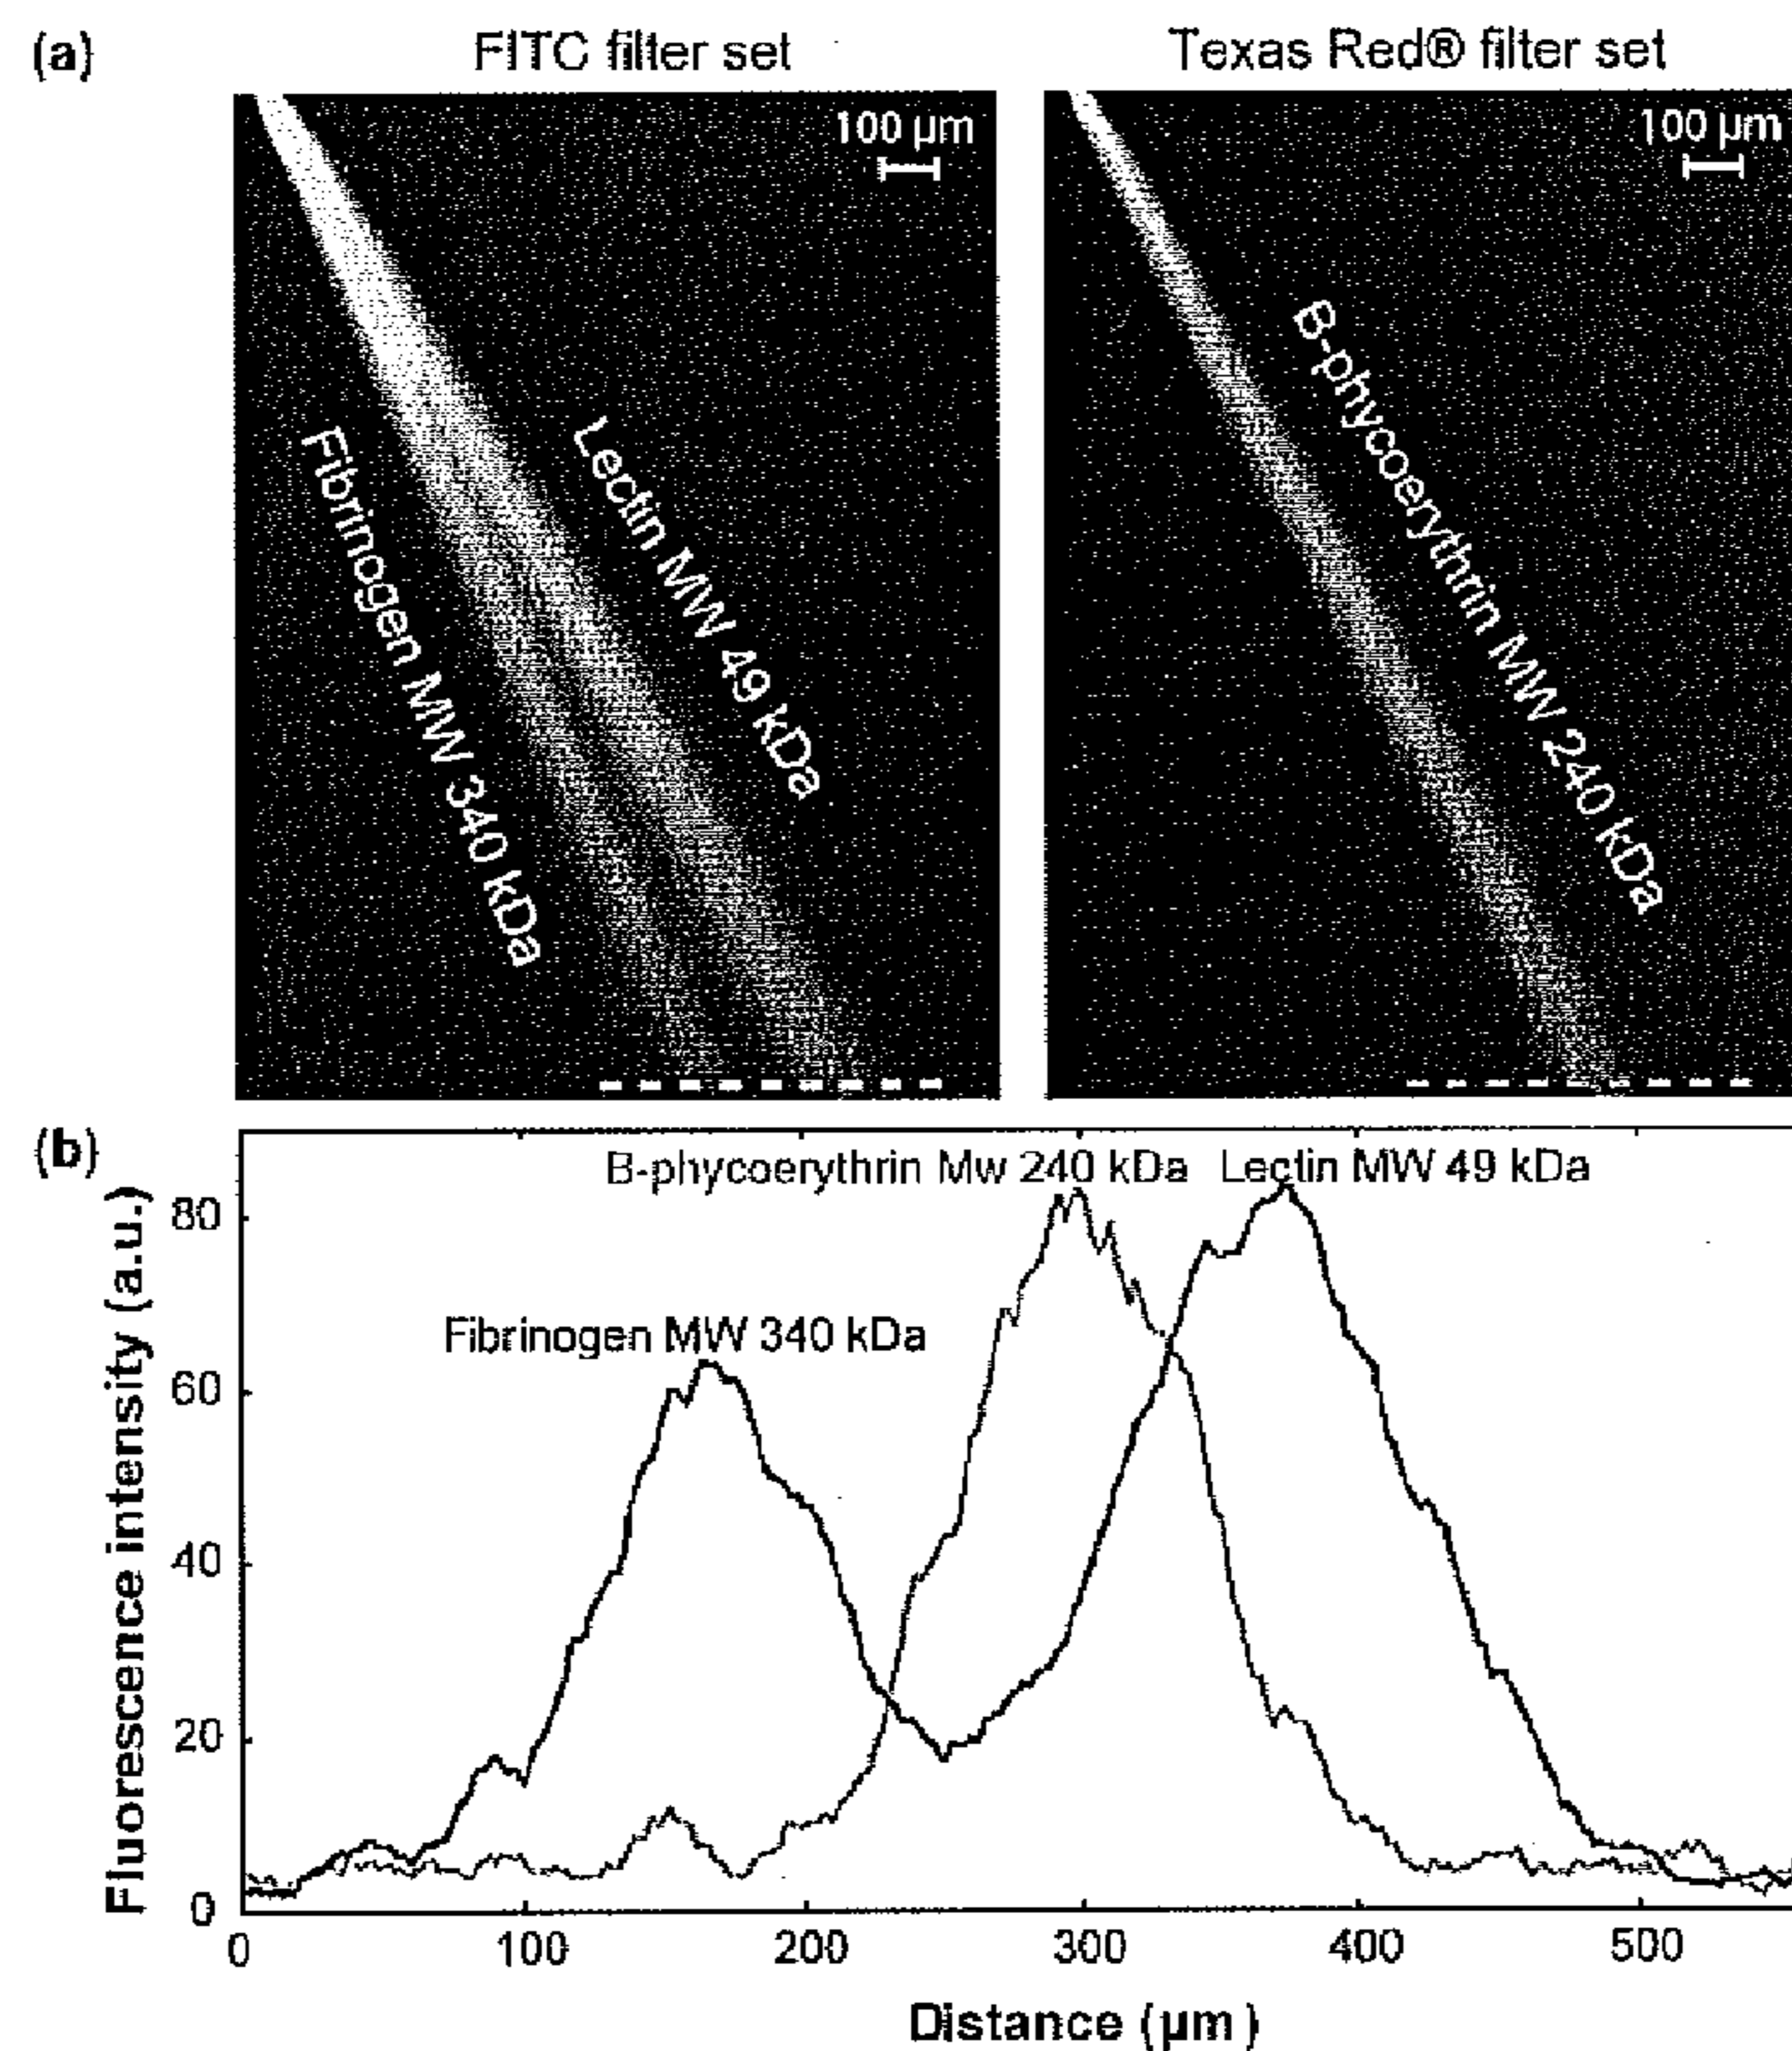 (a)
FITC filter set
Texas Red® filter set
100 µm
100 µm
Fibrinogen MW 340 kDa
Lectin MW 49 kDa
B-phycoerythrin MW 240 kDa
(b)
B-phycoerythrin Mw 240 kDa
Lectin MW 49 kDa
Fibrinogen MW 340 kDa
Fluorescence intensity (a.u.)
80
60
40
20
0
0 100 200 300 400 500
Distance (µm)